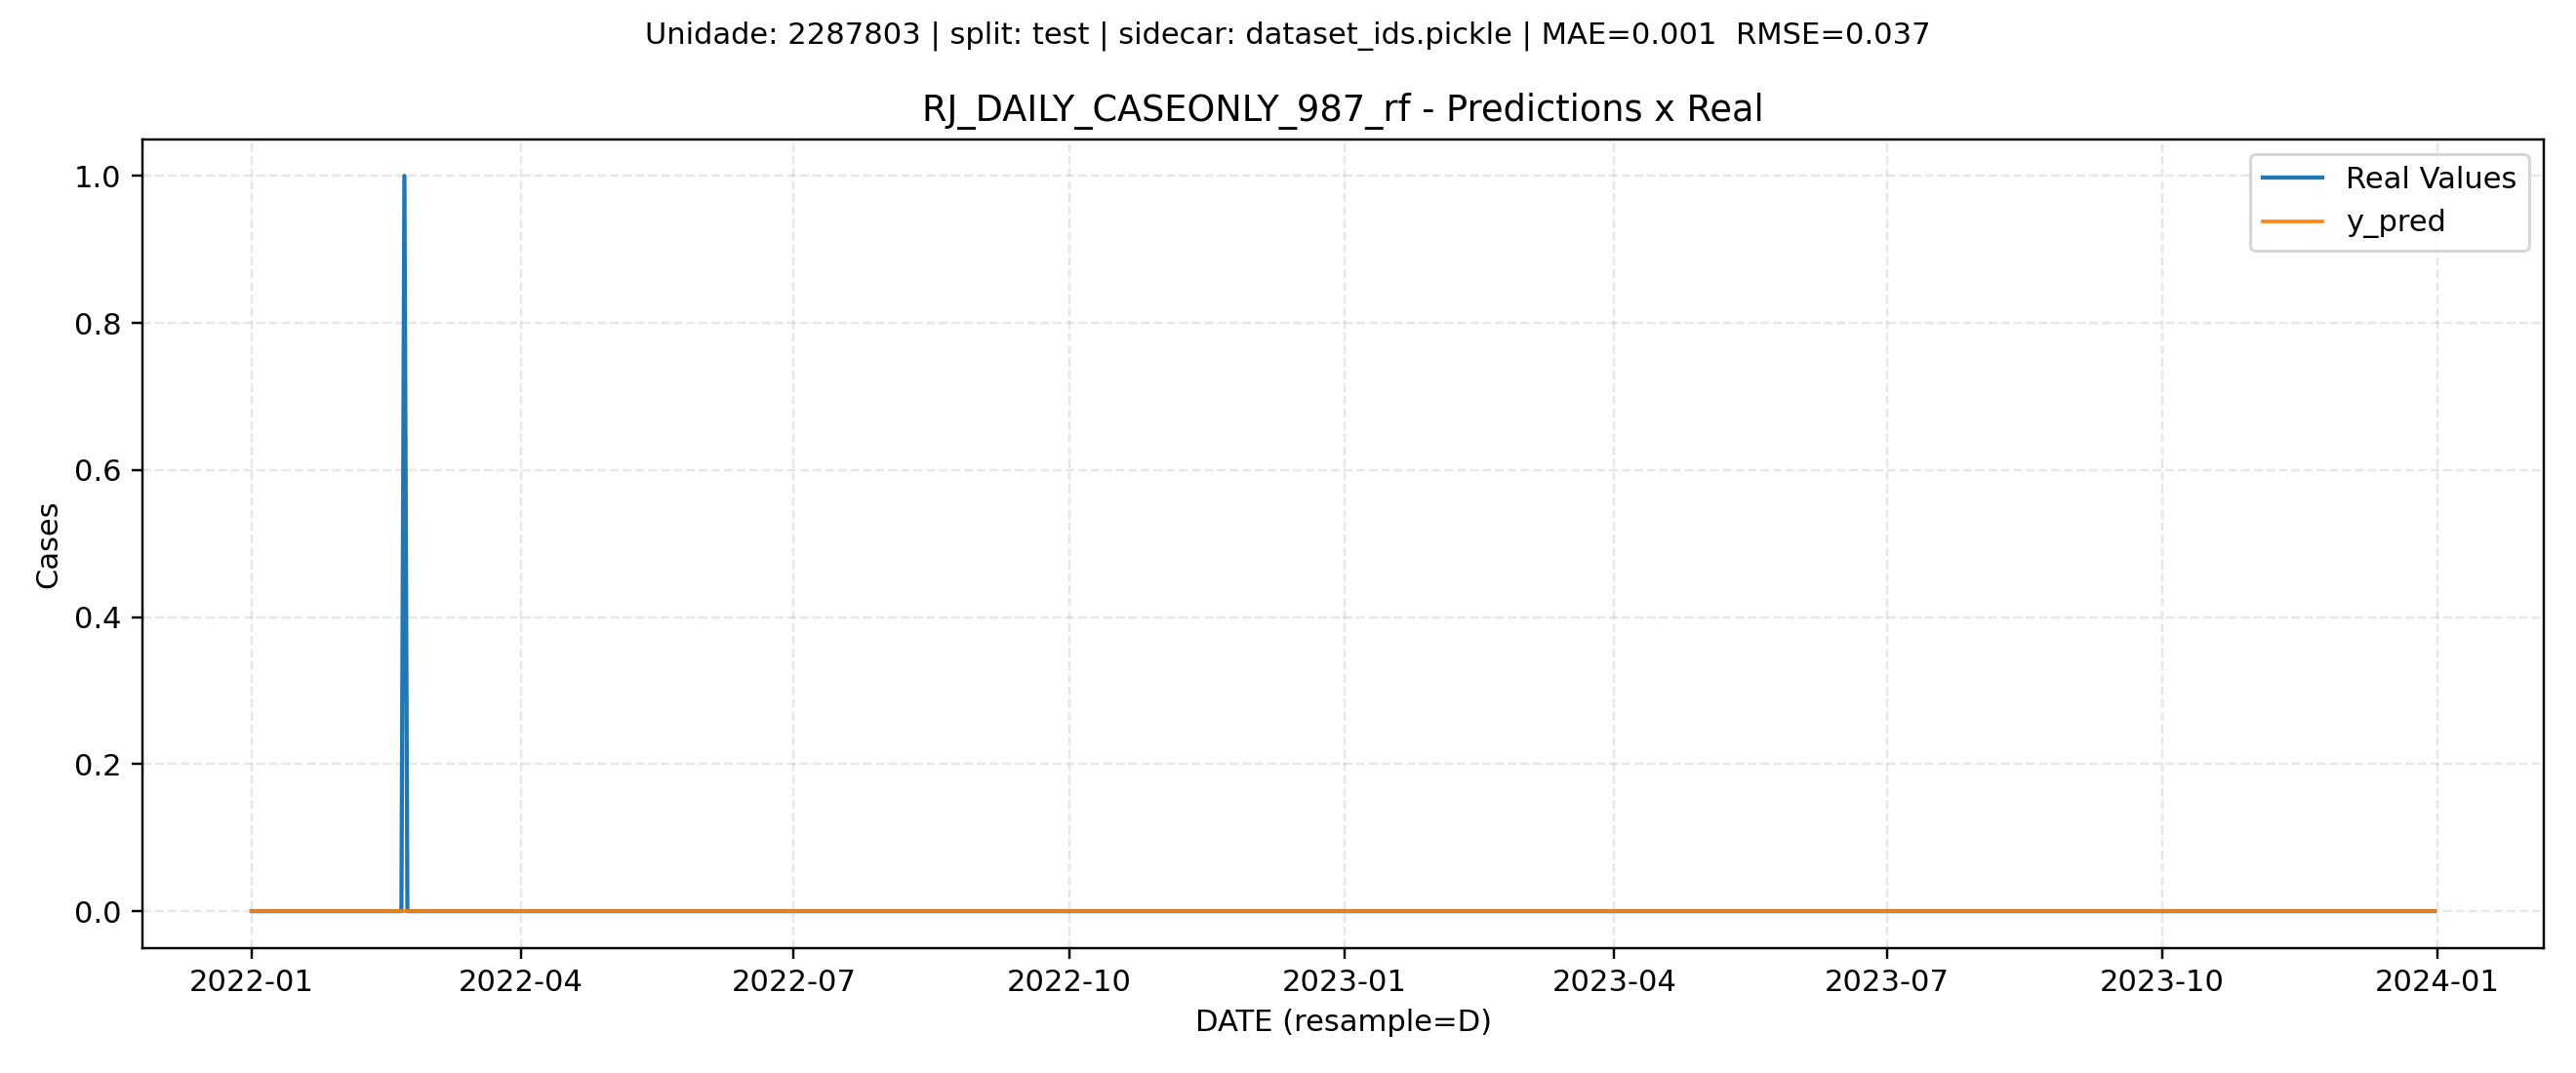 Unidade: 2287803 | split: test | sidecar: dataset_ids.pickle | MAE=0.001  RMSE=0.037
RJ_DAILY_CASEONLY_987_rf - Predictions x Real
Real Values
y_pred
1.0
0.8
0.6
0.4
0.2
0.0
Cases
2022-01 2022-04 2022-07 2022-10 2023-01 2023-04 2023-07 2023-10 2024-01
DATE (resample=D)